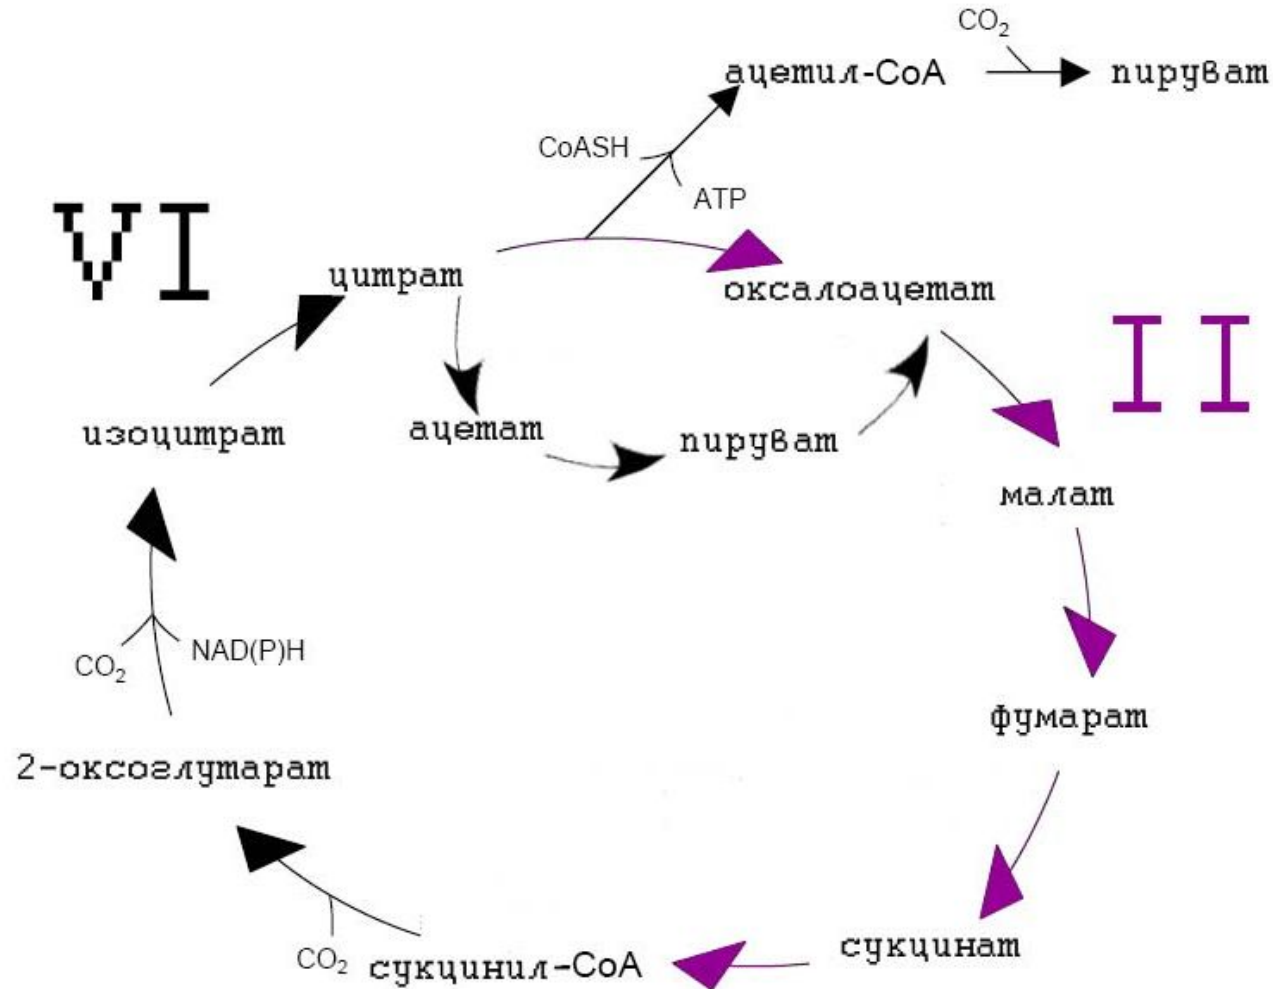 CO₂
ацетил-CoA
пируват
CoASH
ATP
VI
цитрат
оксалоацетат
II
изоцитрат
ацетат
пируват
малат
CO₂
NAD(P)H
фумарат
2-оксоглутарат
сукцинат
CO₂
сукцинил-CoA